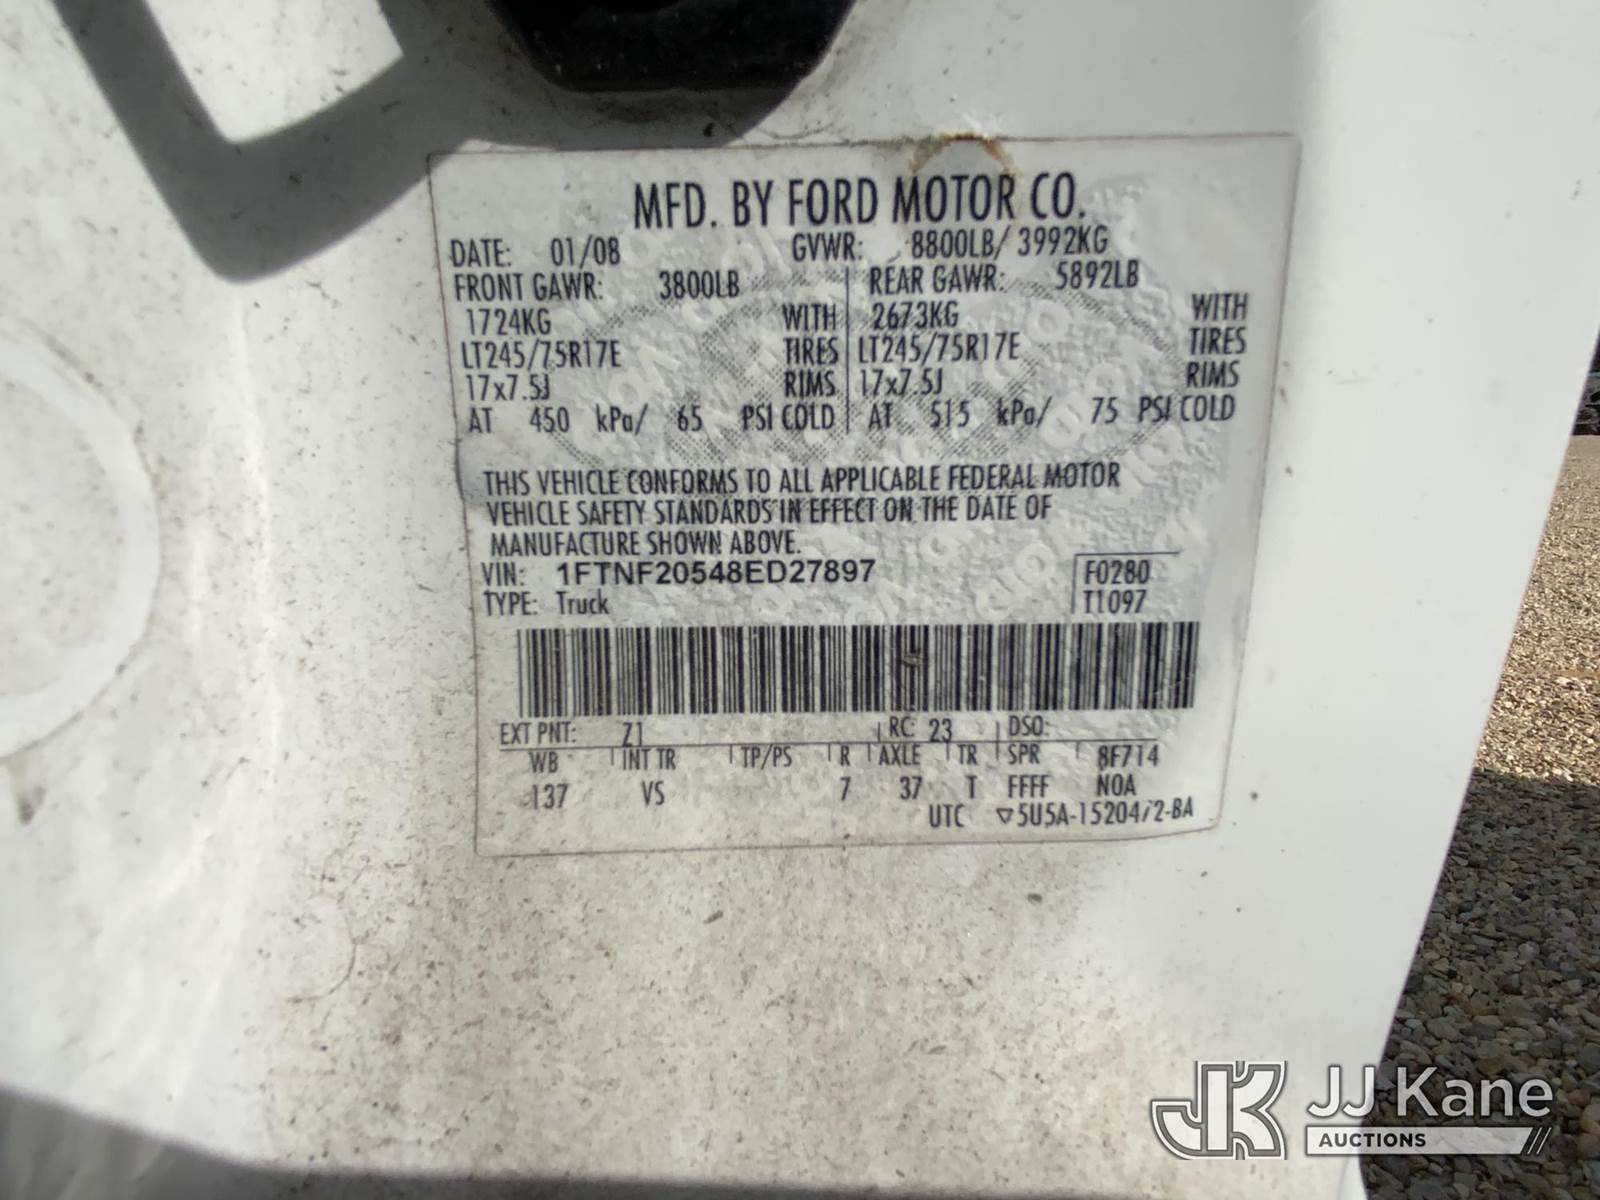 MFD. BY FORD MOTOR CO.
DATE: 01/08 GVWR: 8800LB/ 3992KG
FRONT GAWR: 3800LB REAR GAWR: 5892LB
1724KG WITH 2673KG WITH
LT245/75R17E TIRES LT245/75R17E TIRES
17x7.5J RIMS 17x7.5J RIMS
AT 450 kPa/ 65 PSI COLD AT 515 kPa/ 75 PSI COLD
THIS VEHICLE CONFORMS TO ALL APPLICABLE FEDERAL MOTOR
VEHICLE SAFETY STANDARDS IN EFFECT ON THE DATE OF
MANUFACTURE SHOWN ABOVE.
VIN: 1FTNF20548ED27897 F0280
TYPE: Truck T1097
EXT PNT: Z1 RC: 23 DSO:
WB INT TR TP/PS R AXLE TR SPR 8F714
137 VS 7 37 T FFFF NOA
UTC ▽5U5A-1520472-BA
JJ Kane
AUCTIONS